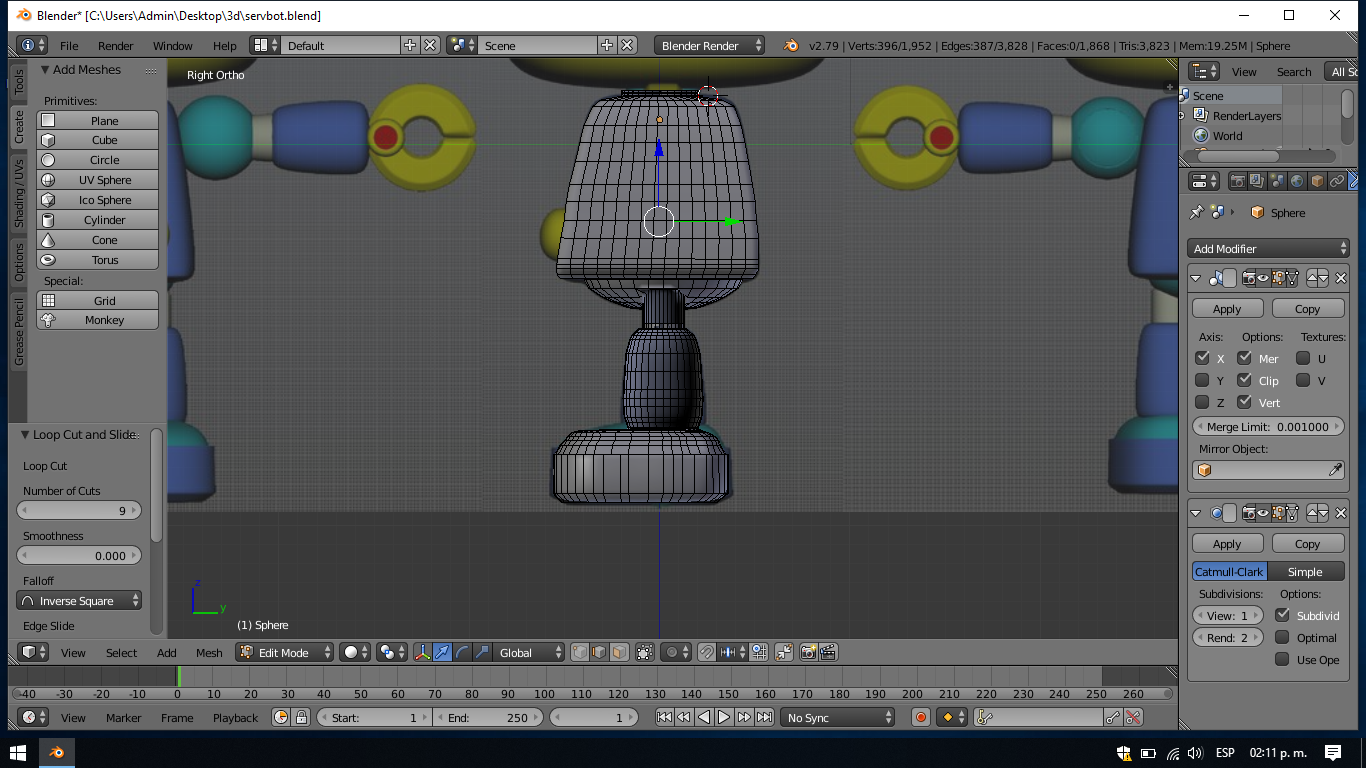 Blender* [C:\Users\Admin\Desktop\3d\servbot.blend]
File Render Window Help Default Scene Blender Render v2.79 | Verts:396/1,952 | Edges:387/3,828 | Faces:0/1,868 | Tris:3,823 | Mem:19.25M | Sphere
Tools
Create
Shading / UVs
Options
Grease Pencil
Add Meshes
Primitives:
Plane
Cube
Circle
UV Sphere
Ico Sphere
Cylinder
Cone
Torus
Special:
Grid
Monkey
Loop Cut and Slide
Loop Cut
Number of Cuts
9
Smoothness
0.000
Falloff
Inverse Square
Edge Slide
Right Ortho
z
y
(1) Sphere
View Search All Sc
Scene
RenderLayers
World
Sphere
Add Modifier
Apply Copy
Axis: Options: Textures:
X Mer U
Y Clip V
Z Vert
Merge Limit: 0.001000
Mirror Object:
Apply Copy
Catmull-Clark Simple
Subdivisions: Options:
View: 1 Subdivid
Rend: 2 Optimal
Use Ope
View Select Add Mesh Edit Mode Global
-40 -30 -20 -10 0 10 20 30 40 50 60 70 80 90 100 110 120 130 140 150 160 170 180 190 200 210 220 230 240 250 260
View Marker Frame Playback Start: 1 End: 250 1 No Sync
ESP 02:11 p. m.